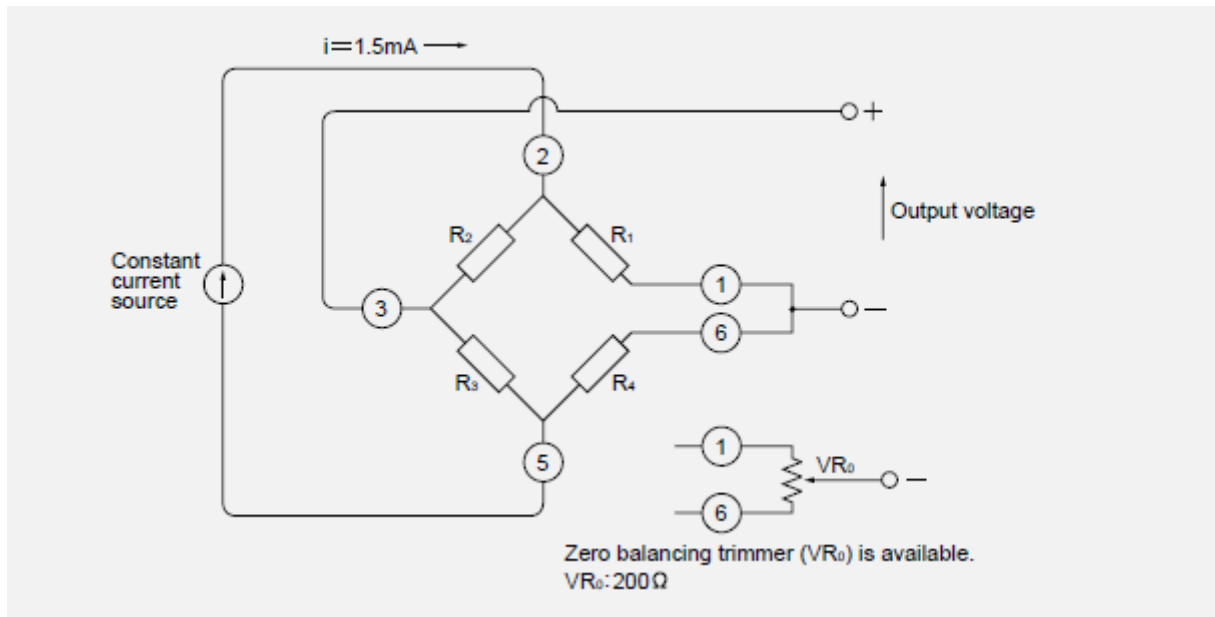 i=1.5mA
+
2
Output voltage
R₂
R₁
Constant
current
source
1
3
−
6
R₃
R₄
1
5
VR₀
−
6
Zero balancing trimmer (VR₀) is available.
VR₀:200Ω